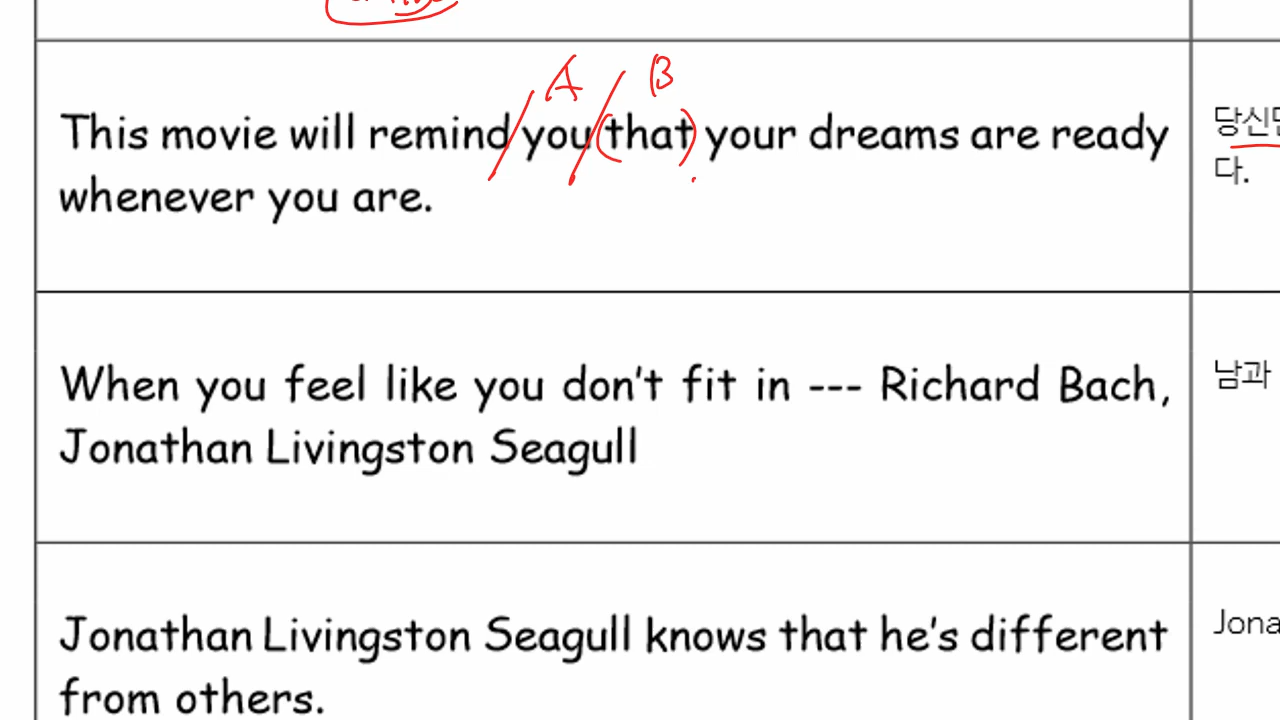 A B
This movie will remind you (that) your dreams are ready
당신
whenever you are.
다.
When you feel like you don't fit in --- Richard Bach,
남과
Jonathan Livingston Seagull
Jonathan Livingston Seagull knows that he's different
Jona
from others.